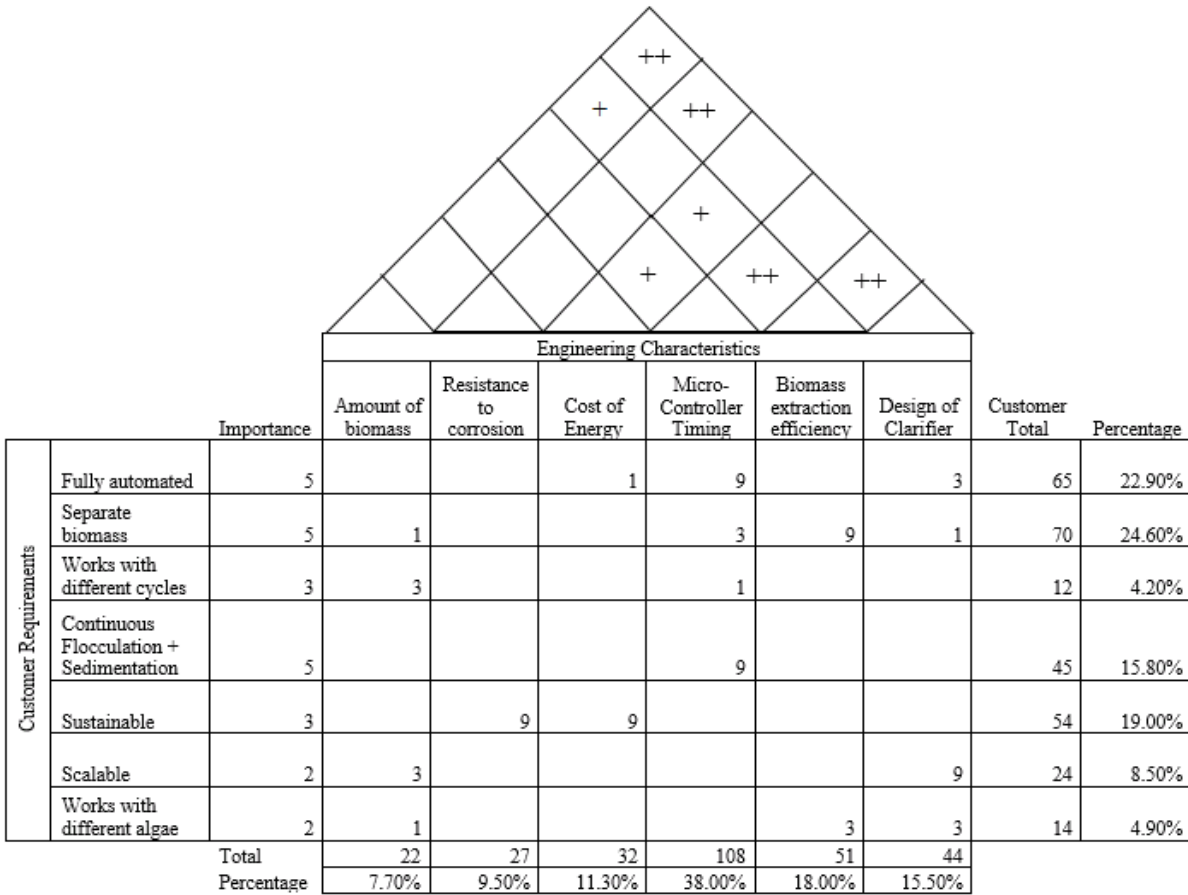 ++
+ ++
+
+ ++ ++
Engineering Characteristics
Importance Amount of biomass Resistance to corrosion Cost of Energy Micro-Controller Timing Biomass extraction efficiency Design of Clarifier Customer Total Percentage
Customer Requirements
Fully automated 5 1 9 3 65 22.90%
Separate biomass 5 1 3 9 1 70 24.60%
Works with different cycles 3 3 1 12 4.20%
Continuous Flocculation + Sedimentation 5 9 45 15.80%
Sustainable 3 9 9 54 19.00%
Scalable 2 3 9 24 8.50%
Works with different algae 2 1 3 3 14 4.90%
Total 22 27 32 108 51 44
Percentage 7.70% 9.50% 11.30% 38.00% 18.00% 15.50%